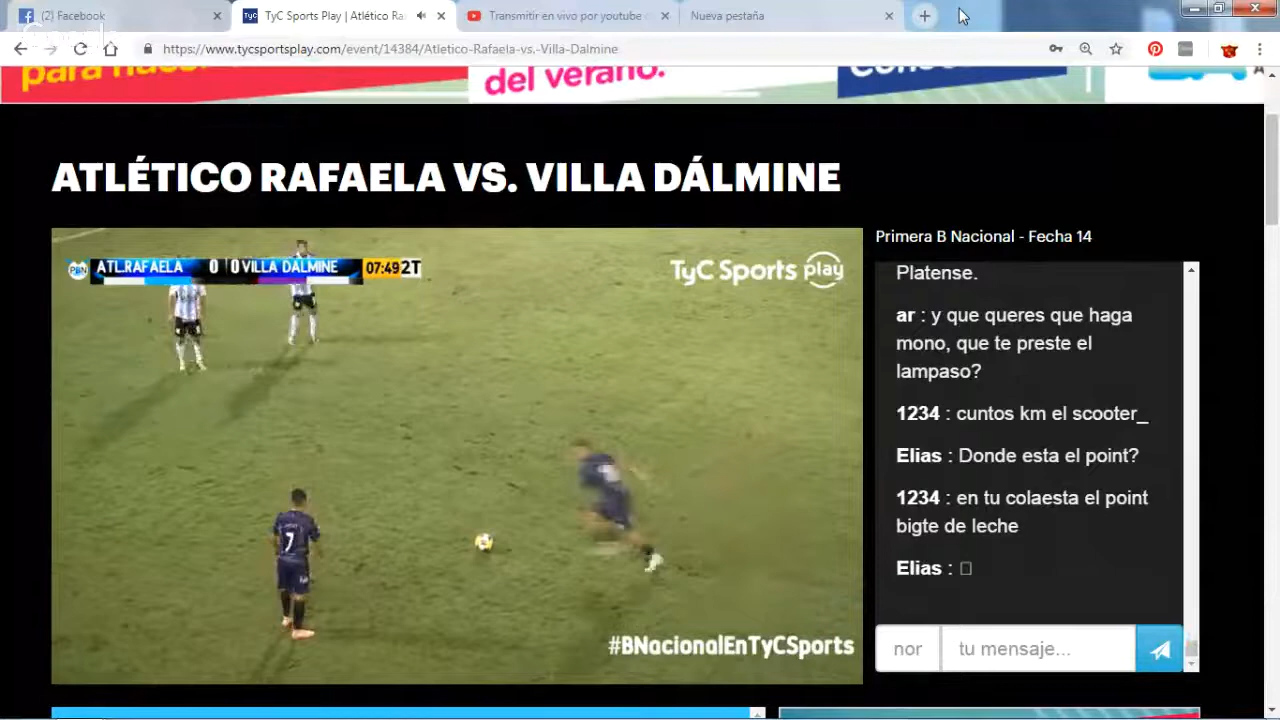 (2) Facebook
TyC Sports Play | Atlético Ra
Transmitir en vivo por youtube
Nueva pestaña
https://www.tycsportsplay.com/event/14384/Atletico-Rafaela-vs.-Villa-Dalmine
del verano.
ATLÉTICO RAFAELA VS. VILLA DÁLMINE
Primera B Nacional - Fecha 14
PBN ATL.RAFAELA 0 0 VILLA DÁLMINE 07:49 2T
TyC Sports play
7
#BNacionalEnTyCSports
Platense.
ar : y que queres que haga
mono, que te preste el
lampaso?
1234 : cuntos km el scooter_
Elias : Donde esta el point?
1234 : en tu colaesta el point
bigte de leche
Elias :
nor
tu mensaje...